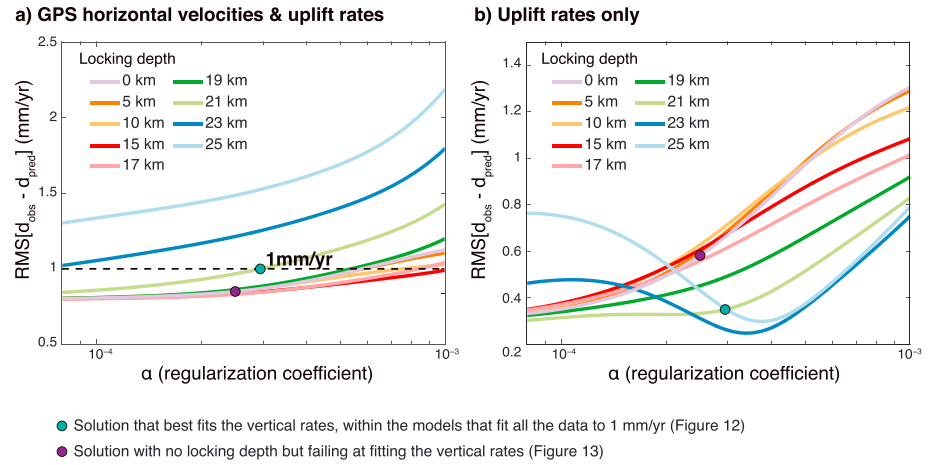 a) GPS horizontal velocities & uplift rates
2.5
2
1.5
1
0.5
RMS[d_obs - d_pred] (mm/yr)
Locking depth
0 km
5 km
10 km
15 km
17 km
19 km
21 km
23 km
25 km
1mm/yr
10⁻⁴
10⁻³
α (regularization coefficient)
b) Uplift rates only
1.4
1.2
1
0.8
0.6
0.4
0.2
RMS[d_obs - d_pred] (mm/yr)
Locking depth
0 km
5 km
10 km
15 km
17 km
19 km
21 km
23 km
25 km
10⁻⁴
10⁻³
α (regularization coefficient)
Solution that best fits the vertical rates, within the models that fit all the data to 1 mm/yr (Figure 12)
Solution with no locking depth but failing at fitting the vertical rates (Figure 13)